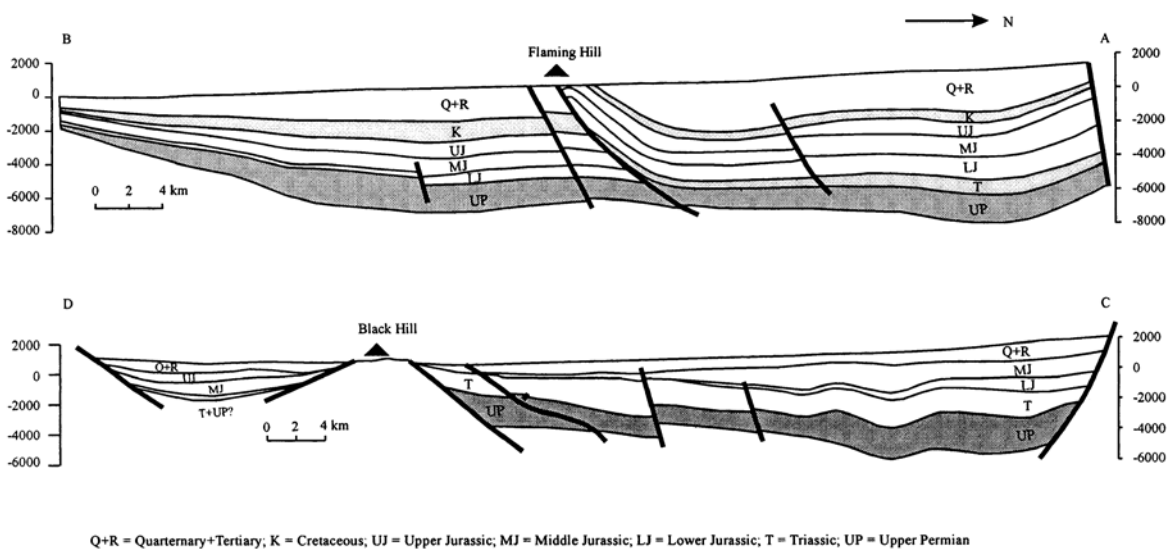 N
B
A
Flaming Hill
2000
0
-2000
-4000
-6000
-8000
Q+R
K
UJ
MJ
LJ
UP
0 2 4 km
Q+R
K
UJ
MJ
LJ
T
UP
2000
0
-2000
-4000
-6000
-8000
D
C
Black Hill
2000
0
-2000
-4000
-6000
Q+R
UJ
MJ
T+UP?
0 2 4 km
T
UP
Q+R
MJ
LJ
T
UP
2000
0
-2000
-4000
-6000
Q+R = Quarternary+Tertiary; K = Cretaceous; UJ = Upper Jurassic; MJ = Middle Jurassic; LJ = Lower Jurassic; T = Triassic; UP = Upper Permian